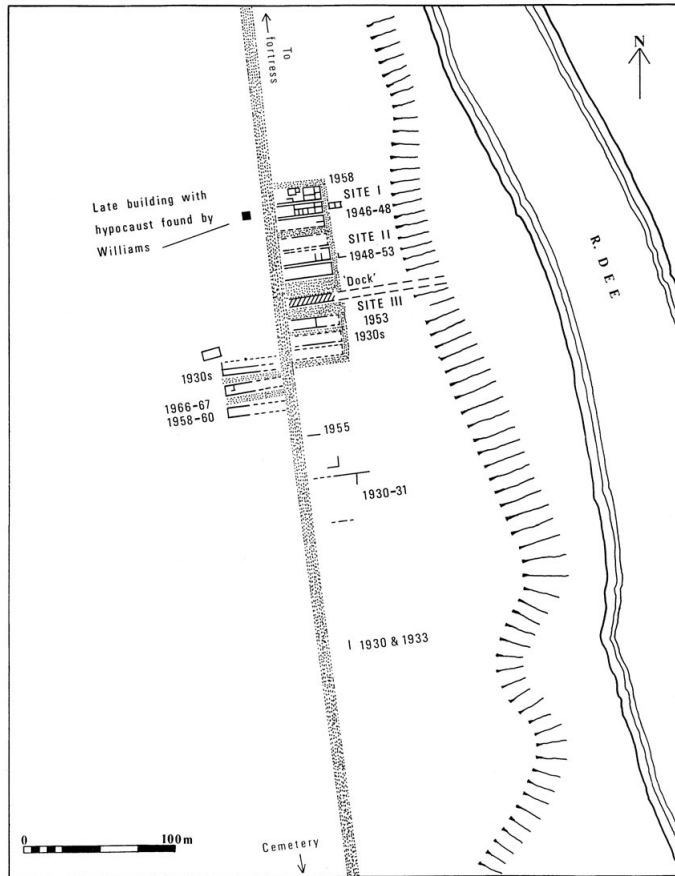 To
fortress
N
1958
SITE I
1946-48
Late building with
hypocaust found by
Williams
SITE II
1948-53
R. DEE
'Dock'
SITE III
1953
1930s
1930s
1966-67
1958-60
1955
1930-31
1930 & 1933
0 100m
Cemetery